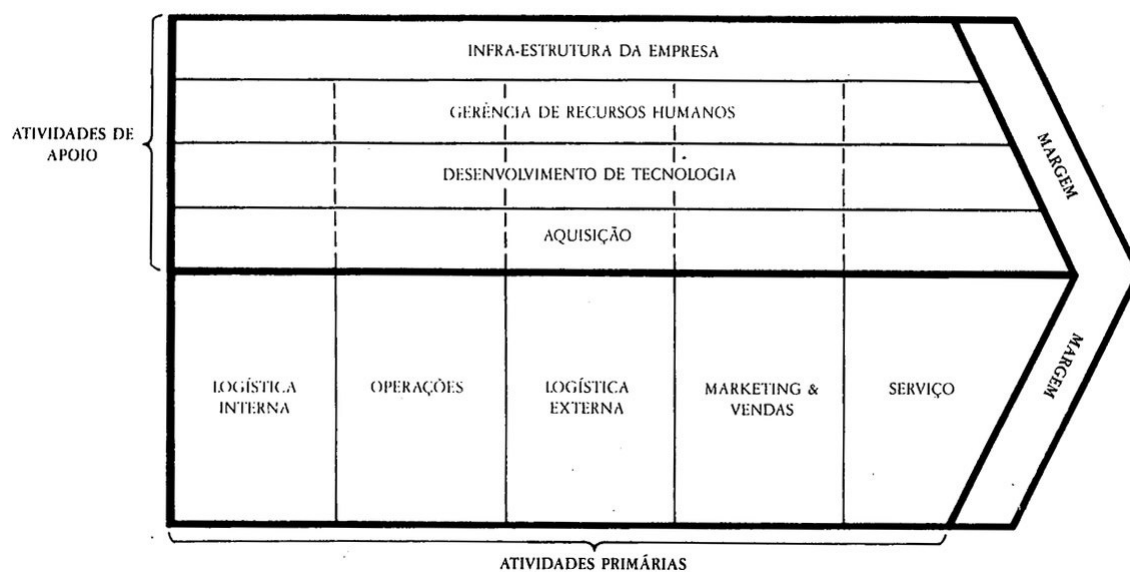 INFRA-ESTRUTURA DA EMPRESA
GERÊNCIA DE RECURSOS HUMANOS
ATIVIDADES DE
APOIO
DESENVOLVIMENTO DE TECNOLOGIA
AQUISIÇÃO
MARGEM
LOGÍSTICA
INTERNA
OPERAÇÕES
LOGÍSTICA
EXTERNA
MARKETING &
VENDAS
SERVIÇO
MARGEM
ATIVIDADES PRIMÁRIAS